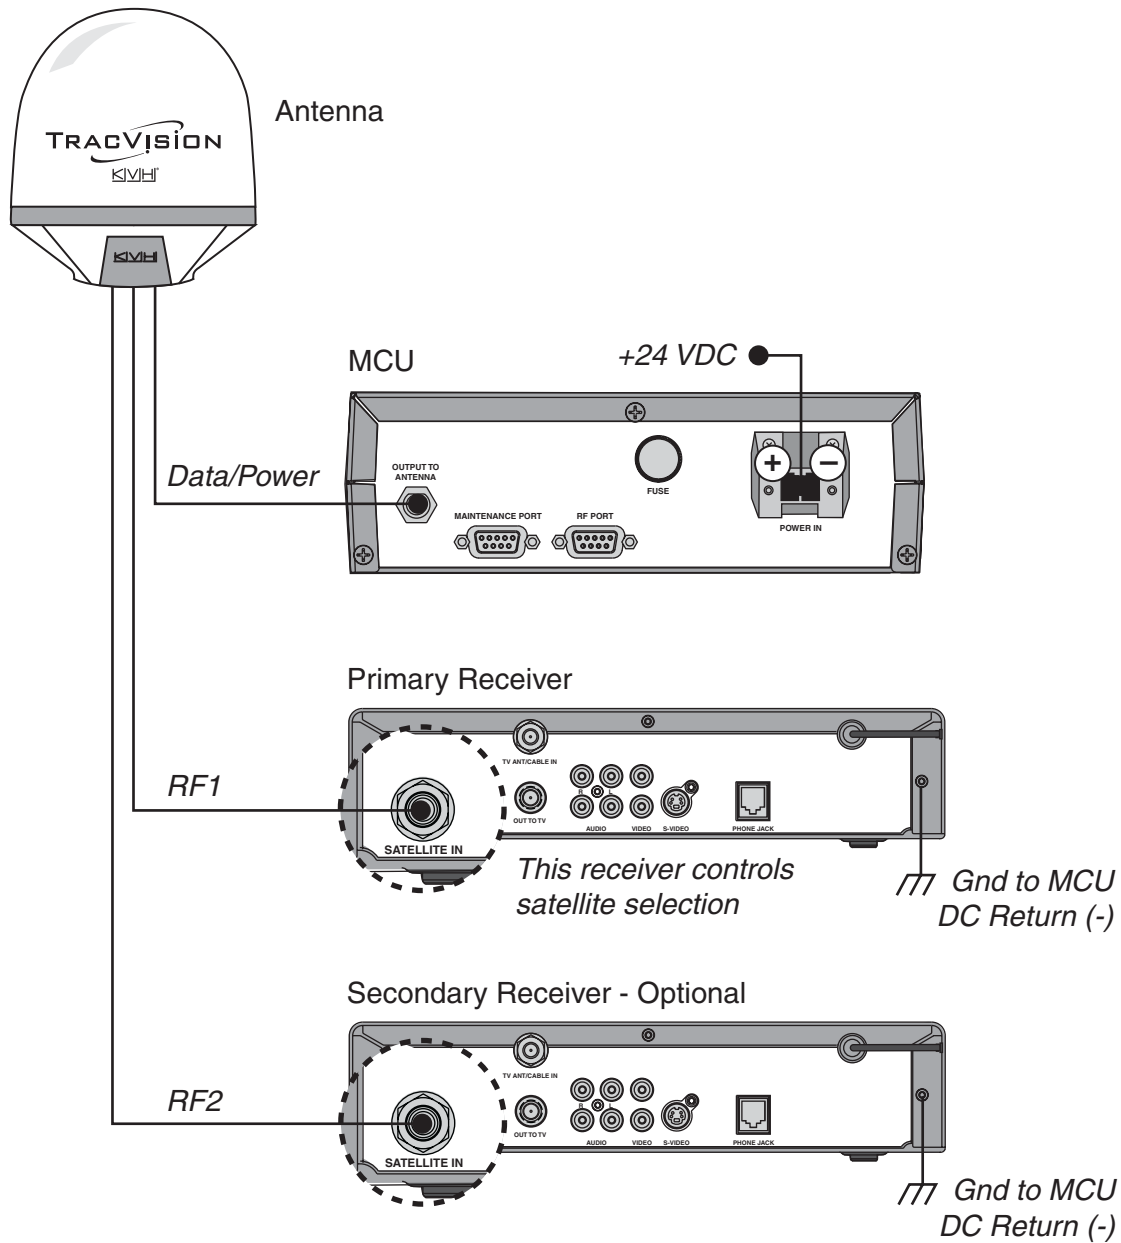 Antenna
TRACVISION
KVH®
KVH
MCU
+24 VDC
Data/Power
OUTPUT TO
ANTENNA
FUSE
+
−
MAINTENANCE PORT
RF PORT
POWER IN
Primary Receiver
TV ANT/CABLE IN
RF1
R L
OUT TO TV
AUDIO
VIDEO
S-VIDEO
PHONE JACK
SATELLITE IN
This receiver controls
satellite selection
Gnd to MCU
DC Return (-)
Secondary Receiver - Optional
TV ANT/CABLE IN
RF2
R L
OUT TO TV
AUDIO
VIDEO
S-VIDEO
PHONE JACK
SATELLITE IN
Gnd to MCU
DC Return (-)